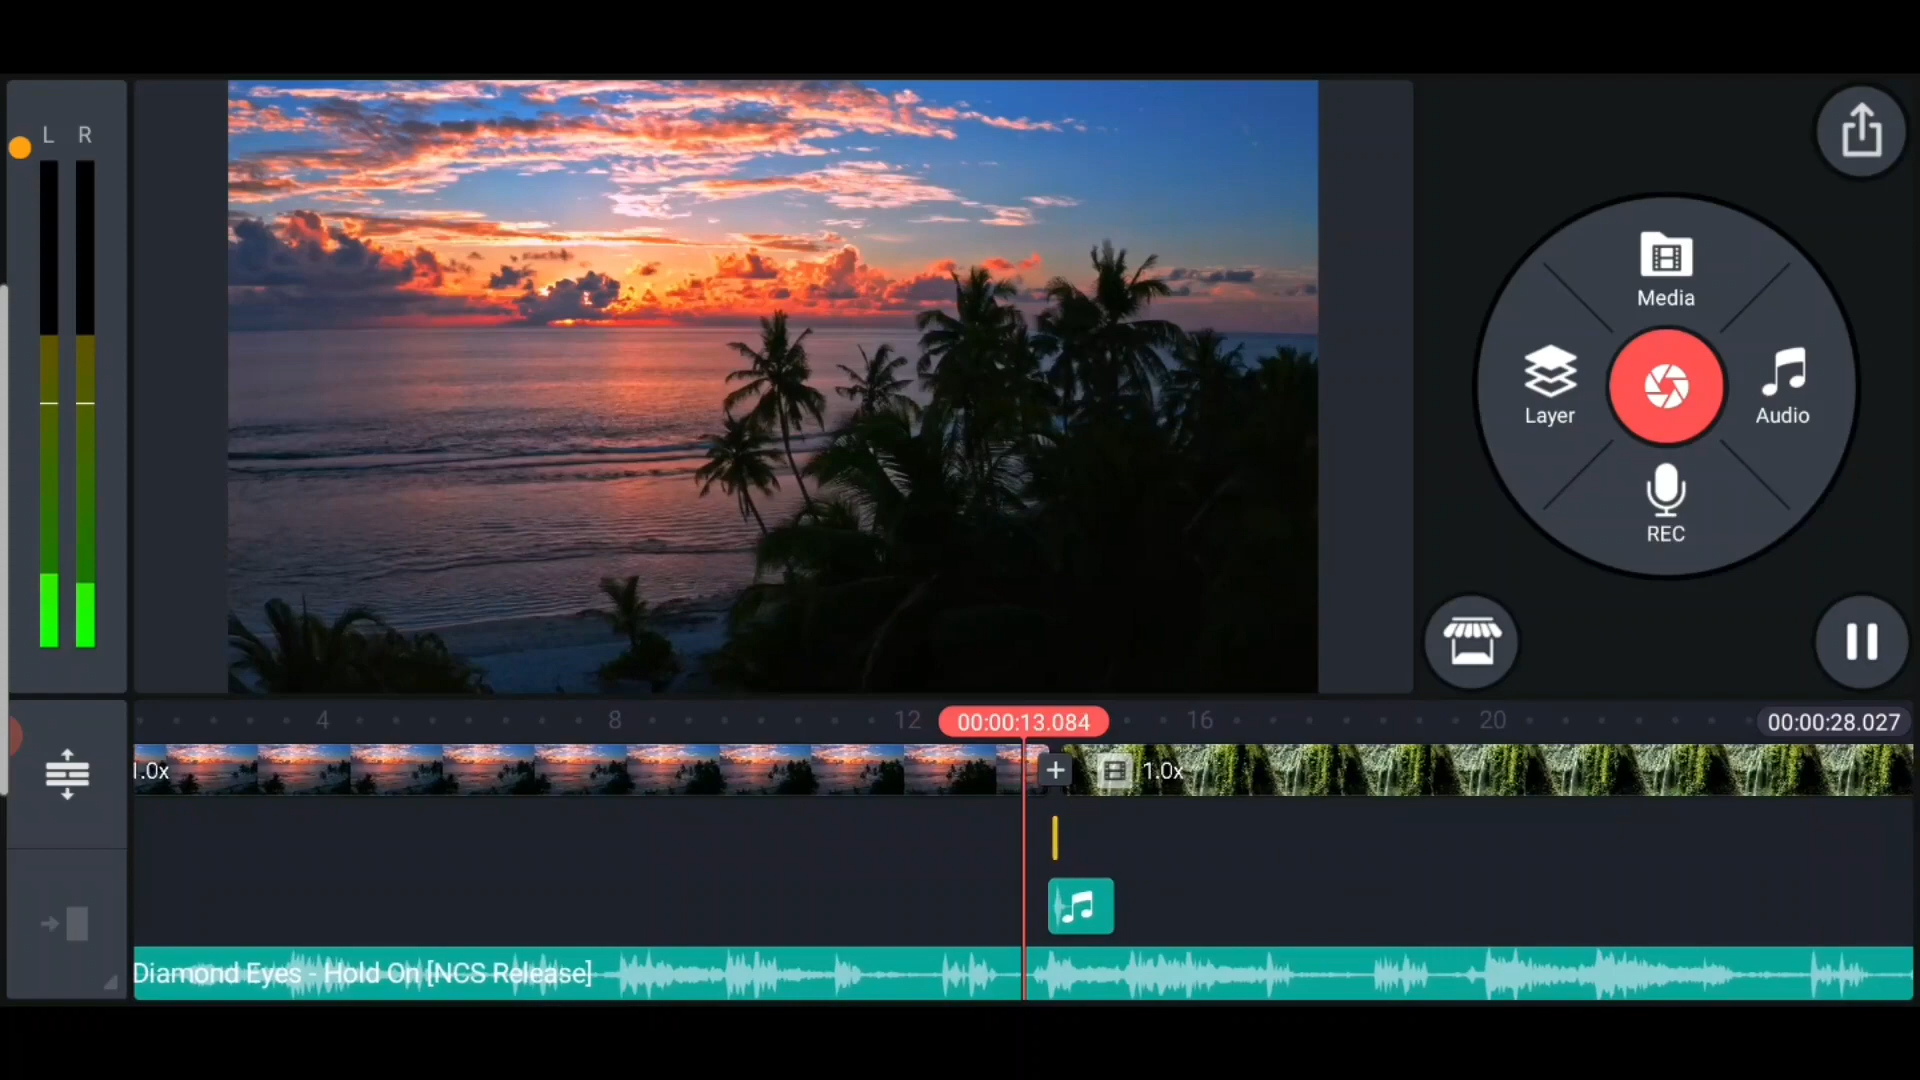 L R
Media
Layer
Audio
REC
4 8 12 00:00:13.084 16 20 00:00:28.027
1.0x
1.0x
Diamond Eyes - Hold On [NCS Release]